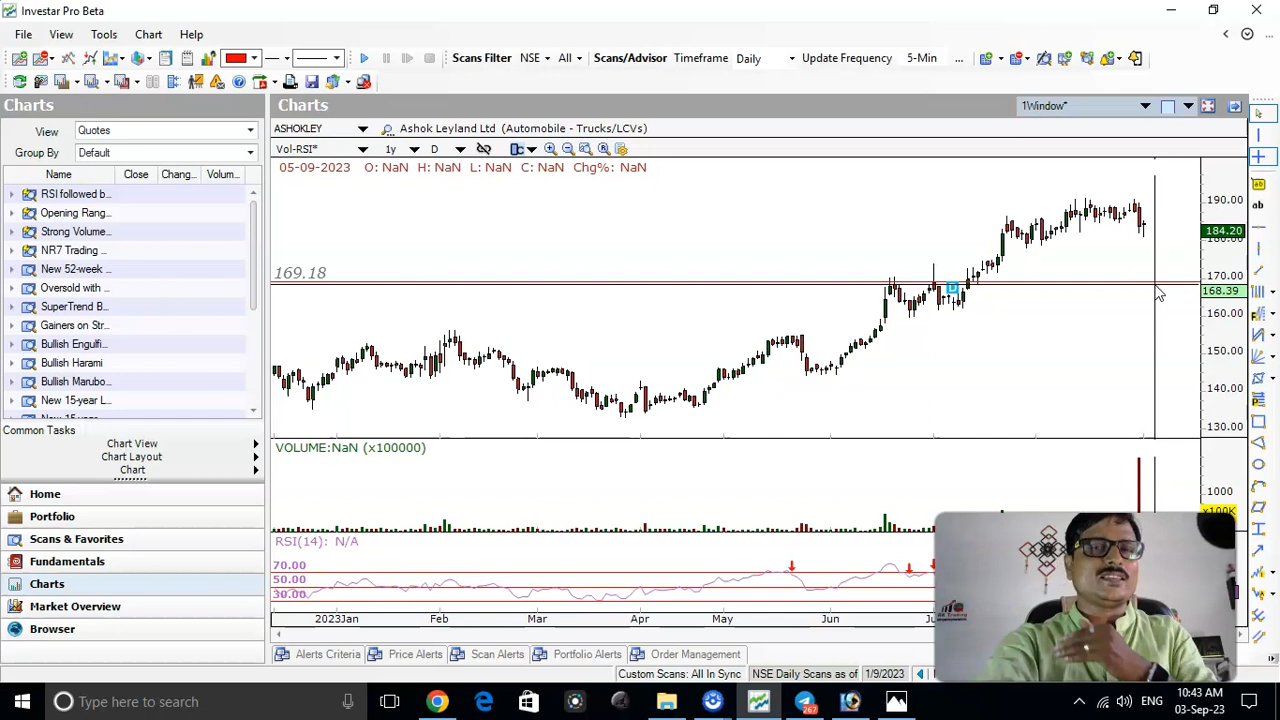 Investar Pro Beta
File View Tools Chart Help
Scans Filter NSE All Scans/Advisor Timeframe Daily Update Frequency 5-Min ...
Charts
Charts
1Window*
View Quotes
ASHOKLEY Ashok Leyland Ltd (Automobile - Trucks/LCVs)
Group By Default
Vol-RSI* 1y D
Name Close Chang... Volum...
05-09-2023 O: NaN H: NaN L: NaN C: NaN Chg%: NaN
RSI followed b...
Opening Rang...
Strong Volume...
NR7 Trading ...
New 52-week ...
Oversold with ...
SuperTrend B...
Gainers on Str...
Bullish Engulfi...
Bullish Harami
Bullish Marubo...
New 15-year L...
190.00
184.20
180.00
169.18
170.00
168.39
D
160.00
150.00
140.00
130.00
Common Tasks
Chart View
Chart Layout
Chart
VOLUME:NaN (x100000)
1000
x100K
Home
Portfolio
Scans & Favorites
Fundamentals
Charts
Market Overview
Browser
RSI(14): N/A
70.00
50.00
30.00
2023Jan Feb Mar Apr May Jun
Alerts Criteria Price Alerts Scan Alerts Portfolio Alerts Order Management
Custom Scans: All In Sync NSE Daily Scans as of 1/9/2023
Type here to search
267
ENG
10:43 AM
03-Sep-23